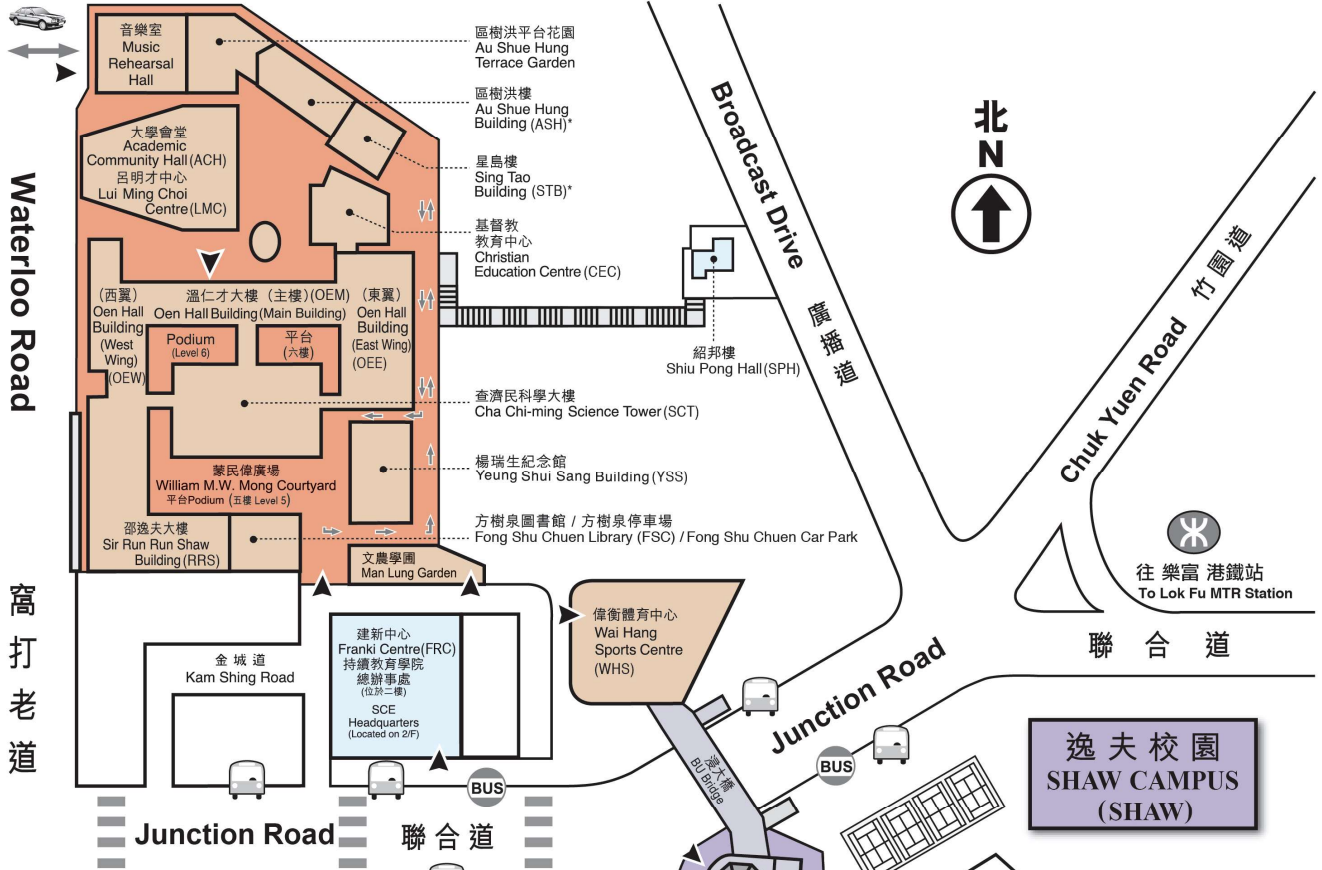 音樂室
Music
Rehearsal
Hall
區樹洪平台花園
Au Shue Hung
Terrace Garden
區樹洪樓
Au Shue Hung
Building (ASH)*
大學會堂
Academic
Community Hall (ACH)
呂明才中心
Lui Ming Choi
Centre (LMC)
星島樓
Sing Tao
Building (STB)*
基督教
教育中心
Christian
Education Centre (CEC)
Waterloo Road
窩打老道
Broadcast Drive 廣播道
北
N
(西翼)
Oen Hall
Building
(West
Wing)
(OEW)
溫仁才大樓 (主樓) (OEM)
Oen Hall Building (Main Building)
(東翼)
Oen Hall
Building
(East Wing)
(OEE)
Podium
(Level 6)
平台
(六樓)
紹邦樓
Shiu Pong Hall (SPH)
Chuk Yuen Road 竹園道
查濟民科學大樓
Cha Chi-ming Science Tower (SCT)
蒙民偉廣場
William M.W. Mong Courtyard
平台Podium (五樓 Level 5)
楊瑞生紀念館
Yeung Shui Sang Building (YSS)
邵逸夫大樓
Sir Run Run Shaw
Building (RRS)
方樹泉圖書館 / 方樹泉停車場
Fong Shu Chuen Library (FSC) / Fong Shu Chuen Car Park
文農學圃
Man Lung Garden
往 樂富 港鐵站
To Lok Fu MTR Station
聯合道
偉衡體育中心
Wai Hang
Sports Centre
(WHS)
建新中心
Franki Centre (FRC)
持續教育學院
總辦事處
(位於二樓)
SCE
Headquarters
(Located on 2/F)
金城道
Kam Shing Road
Junction Road
浸大橋
BU Bridge
BUS
BUS
逸夫校園
SHAW CAMPUS
(SHAW)
Junction Road 聯合道